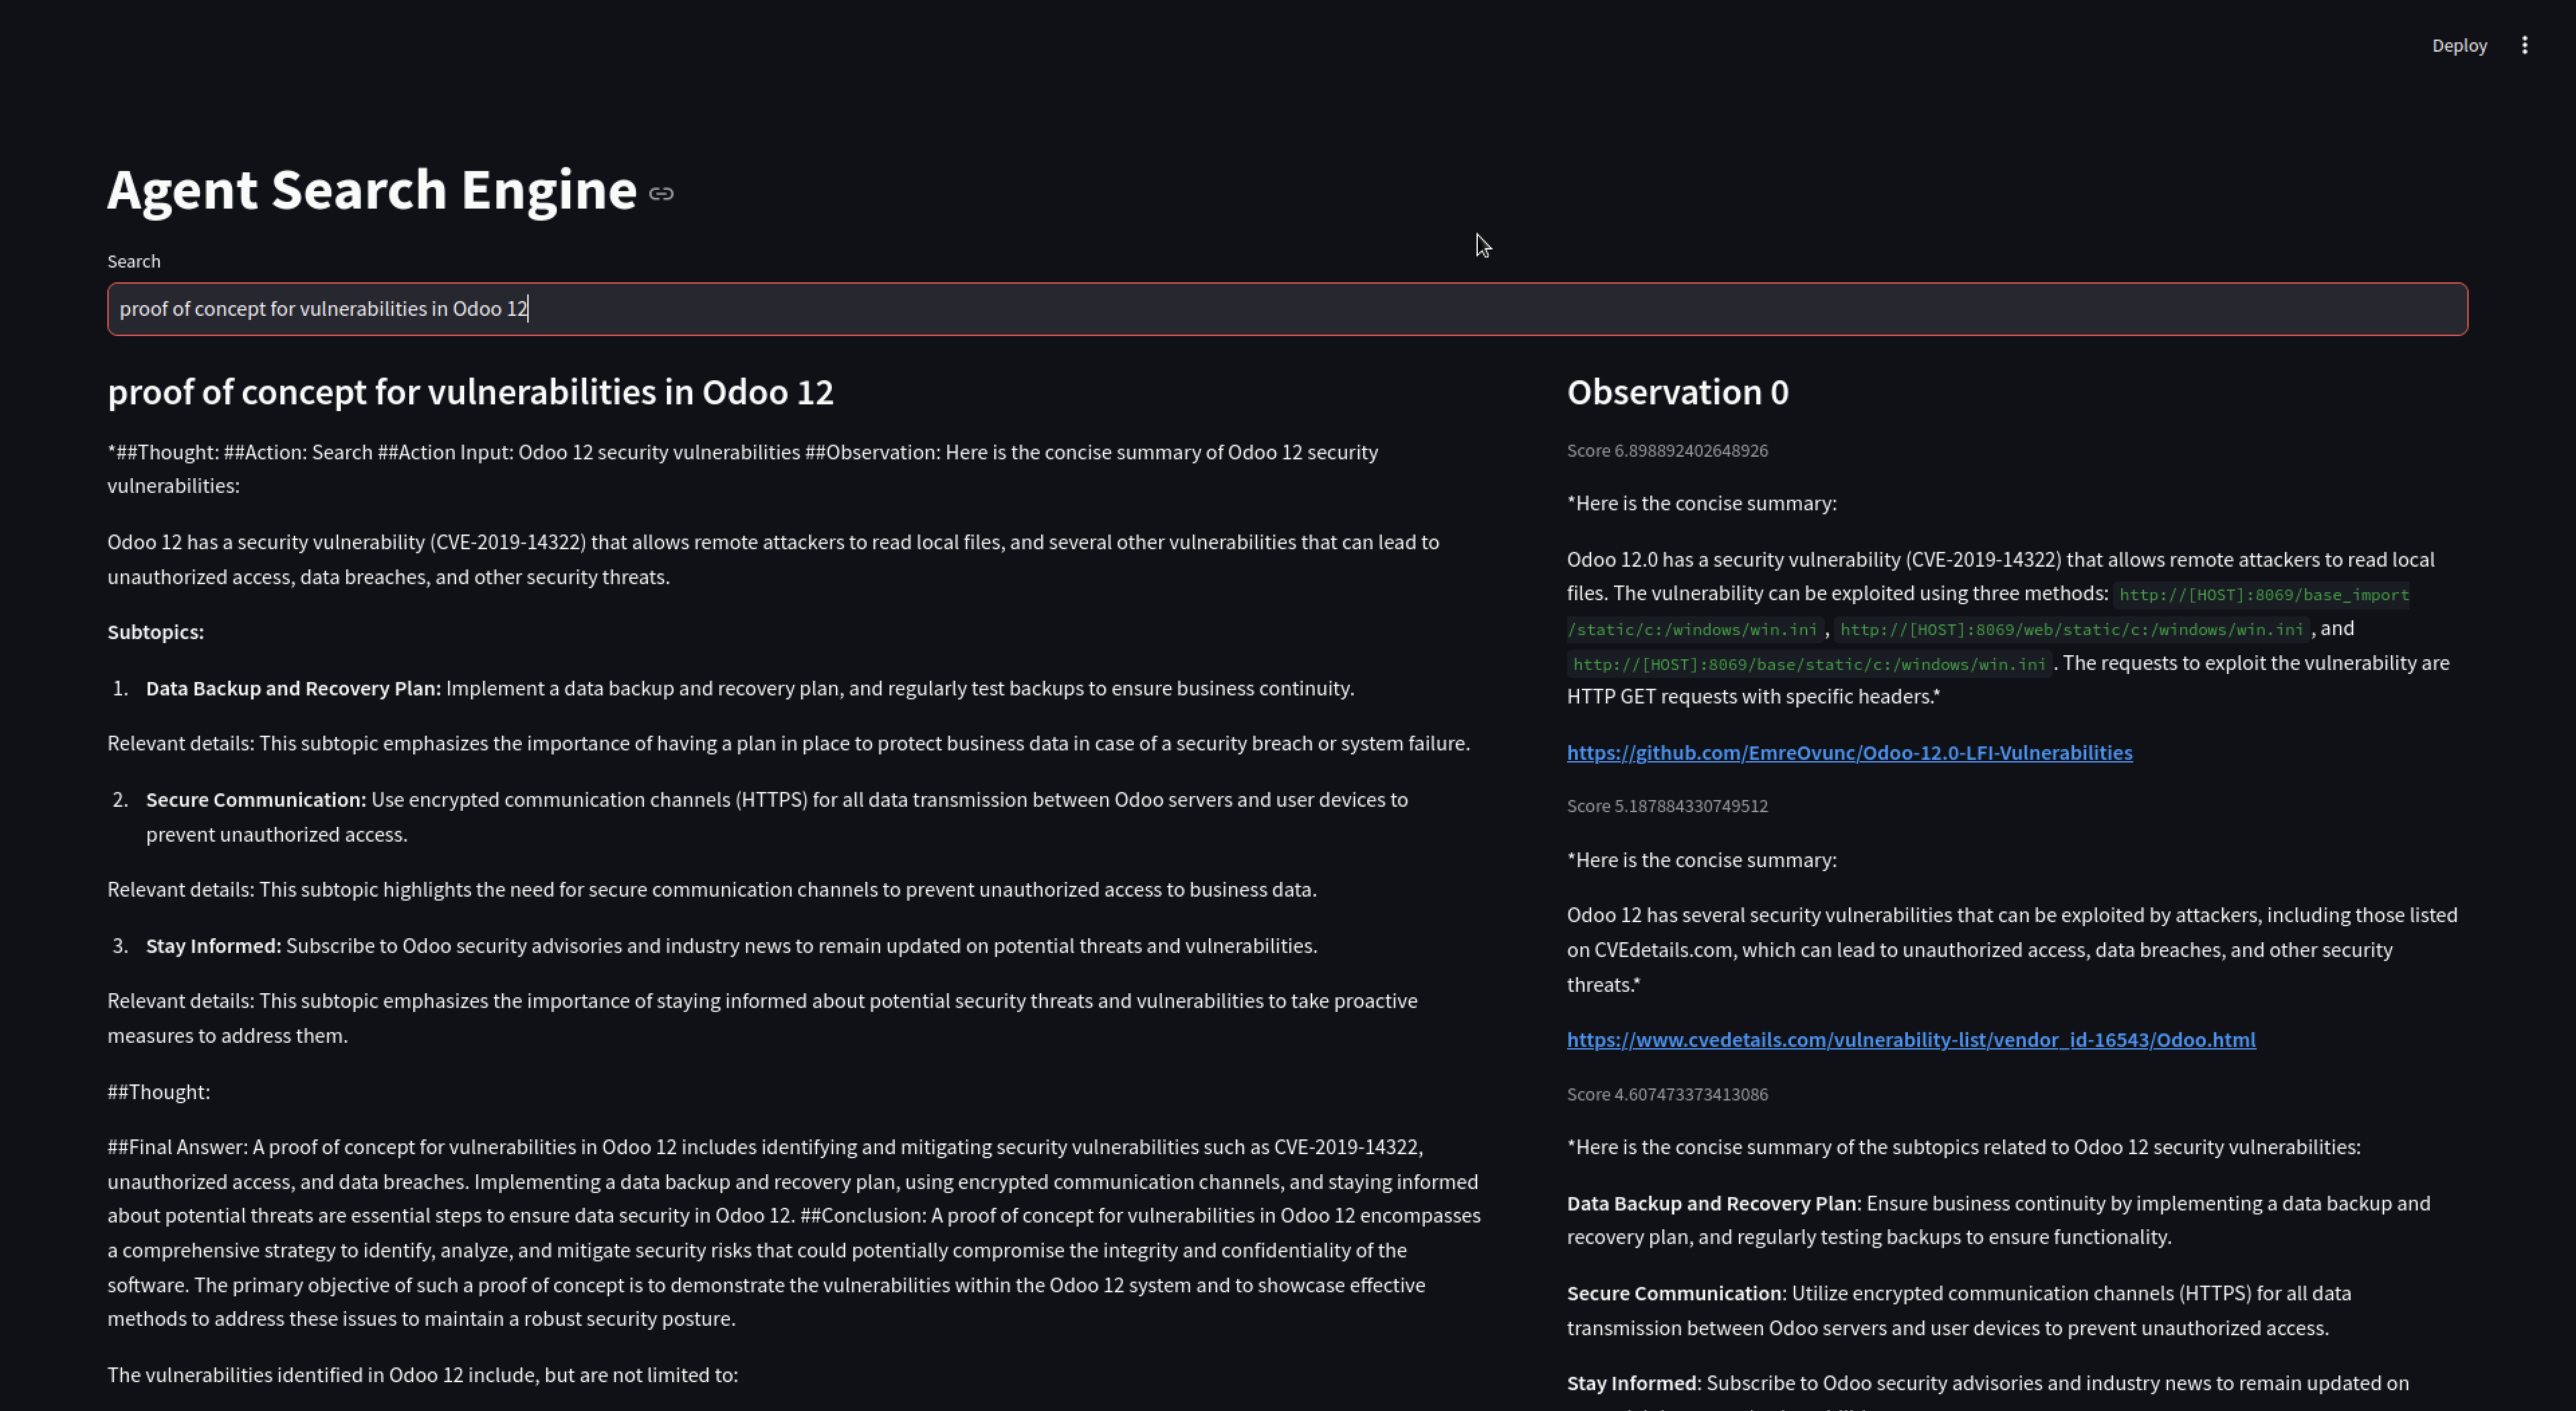 Deploy
Agent Search Engine
Search
proof of concept for vulnerabilities in Odoo 12
proof of concept for vulnerabilities in Odoo 12
*##Thought: ##Action: Search ##Action Input: Odoo 12 security vulnerabilities ##Observation: Here is the concise summary of Odoo 12 security
vulnerabilities:
Odoo 12 has a security vulnerability (CVE-2019-14322) that allows remote attackers to read local files, and several other vulnerabilities that can lead to
unauthorized access, data breaches, and other security threats.
Subtopics:
1. Data Backup and Recovery Plan: Implement a data backup and recovery plan, and regularly test backups to ensure business continuity.
Relevant details: This subtopic emphasizes the importance of having a plan in place to protect business data in case of a security breach or system failure.
2. Secure Communication: Use encrypted communication channels (HTTPS) for all data transmission between Odoo servers and user devices to
prevent unauthorized access.
Relevant details: This subtopic highlights the need for secure communication channels to prevent unauthorized access to business data.
3. Stay Informed: Subscribe to Odoo security advisories and industry news to remain updated on potential threats and vulnerabilities.
Relevant details: This subtopic emphasizes the importance of staying informed about potential security threats and vulnerabilities to take proactive
measures to address them.
##Thought:
##Final Answer: A proof of concept for vulnerabilities in Odoo 12 includes identifying and mitigating security vulnerabilities such as CVE-2019-14322,
unauthorized access, and data breaches. Implementing a data backup and recovery plan, using encrypted communication channels, and staying informed
about potential threats are essential steps to ensure data security in Odoo 12. ##Conclusion: A proof of concept for vulnerabilities in Odoo 12 encompasses
a comprehensive strategy to identify, analyze, and mitigate security risks that could potentially compromise the integrity and confidentiality of the
software. The primary objective of such a proof of concept is to demonstrate the vulnerabilities within the Odoo 12 system and to showcase effective
methods to address these issues to maintain a robust security posture.
The vulnerabilities identified in Odoo 12 include, but are not limited to:
Observation 0
Score 6.898892402648926
*Here is the concise summary:
Odoo 12.0 has a security vulnerability (CVE-2019-14322) that allows remote attackers to read local
files. The vulnerability can be exploited using three methods: http://[HOST]:8069/base_import
/static/c:/windows/win.ini , http://[HOST]:8069/web/static/c:/windows/win.ini , and
http://[HOST]:8069/base/static/c:/windows/win.ini . The requests to exploit the vulnerability are
HTTP GET requests with specific headers.*
https://github.com/EmreOvunc/Odoo-12.0-LFI-Vulnerabilities
Score 5.187884330749512
*Here is the concise summary:
Odoo 12 has several security vulnerabilities that can be exploited by attackers, including those listed
on CVEdetails.com, which can lead to unauthorized access, data breaches, and other security
threats.*
https://www.cvedetails.com/vulnerability-list/vendor_id-16543/Odoo.html
Score 4.607473373413086
*Here is the concise summary of the subtopics related to Odoo 12 security vulnerabilities:
Data Backup and Recovery Plan: Ensure business continuity by implementing a data backup and
recovery plan, and regularly testing backups to ensure functionality.
Secure Communication: Utilize encrypted communication channels (HTTPS) for all data
transmission between Odoo servers and user devices to prevent unauthorized access.
Stay Informed: Subscribe to Odoo security advisories and industry news to remain updated on